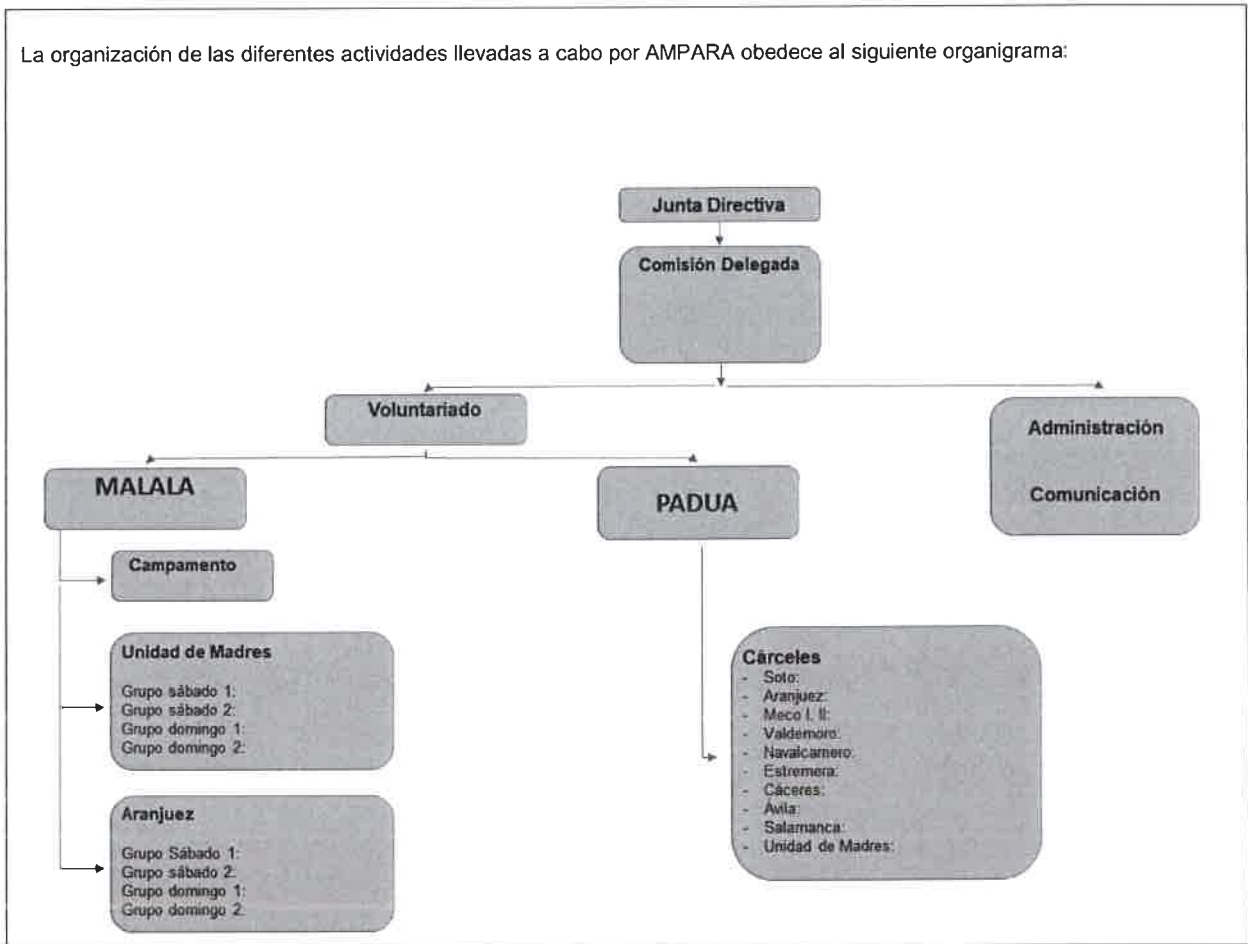 La organización de las diferentes actividades llevadas a cabo por AMPARA obedece al siguiente organigrama:
Junta Directiva
Comisión Delegada
Voluntariado
Administración
Comunicación
MALALA
PADUA
Campamento
Unidad de Madres
Grupo sábado 1:
Grupo sábado 2:
Grupo domingo 1:
Grupo domingo 2:
Aranjuez
Grupo Sábado 1:
Grupo sábado 2:
Grupo domingo 1:
Grupo domingo 2:
Cárceles
- Soto:
- Aranjuez:
- Meco I, II:
- Valdemoro:
- Navalcarnero:
- Estremera:
- Cáceres:
- Ávila:
- Salamanca:
- Unidad de Madres: